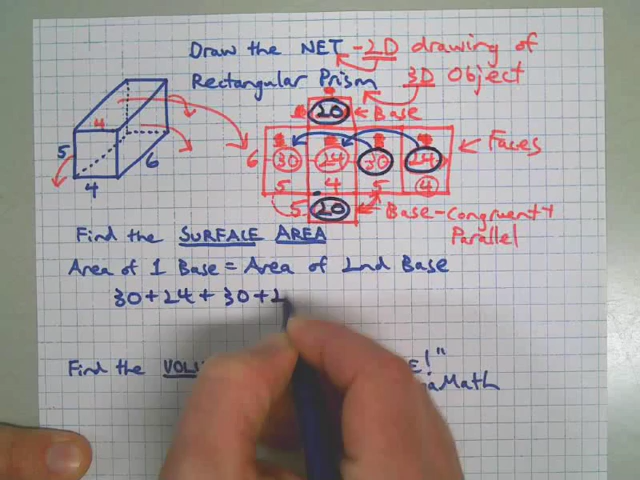 Draw the NET - 2D drawing of
Rectangular Prism 3D Object
20 Base
4
5
6
4
6 30 24 30 24 Faces
5 4 5 4
5 20 Base-congruent +
Parallel
Find the SURFACE AREA
Area of 1 Base = Area of 2nd Base
30 + 24 + 30 + 2
Find the VOL E!"
aMath